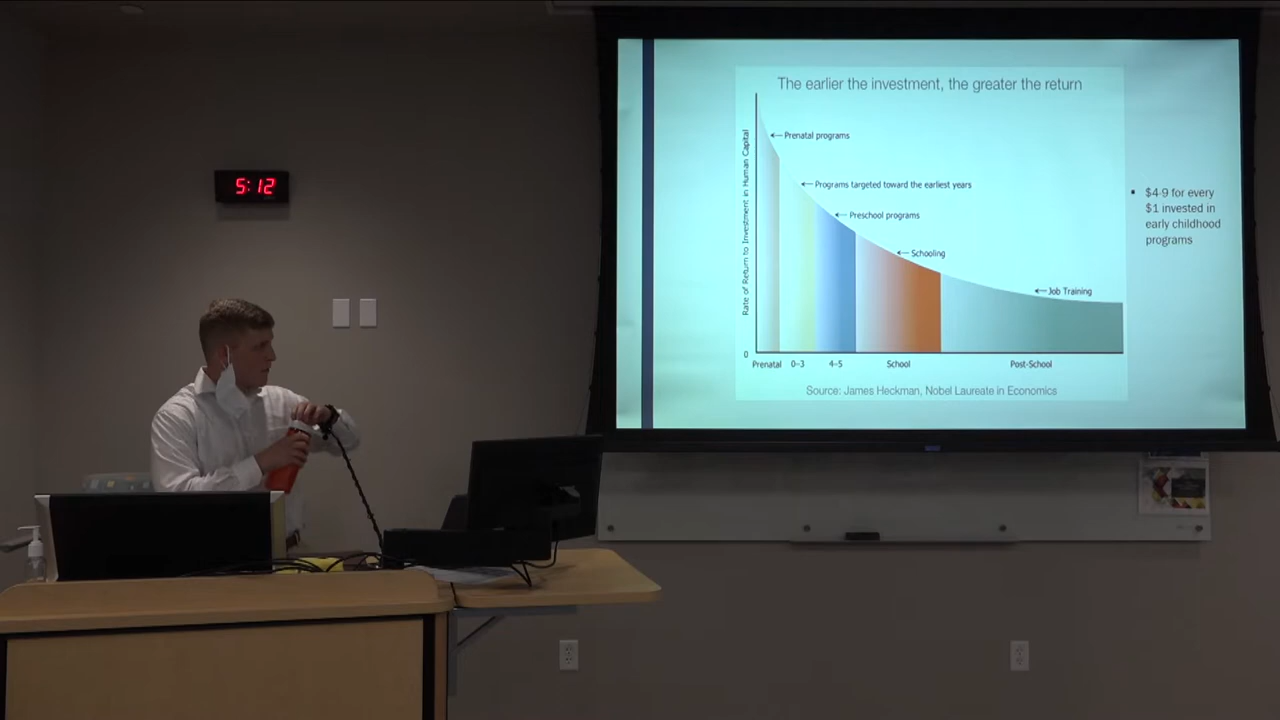 5:12
The earlier the investment, the greater the return
Rate of Return to Investment in Human Capital
Prenatal programs
Programs targeted toward the earliest years
Preschool programs
Schooling
Job Training
0
Prenatal 0-3 4-5 School Post-School
Source: James Heckman, Nobel Laureate in Economics
▪ $4-9 for every
$1 invested in
early childhood
programs